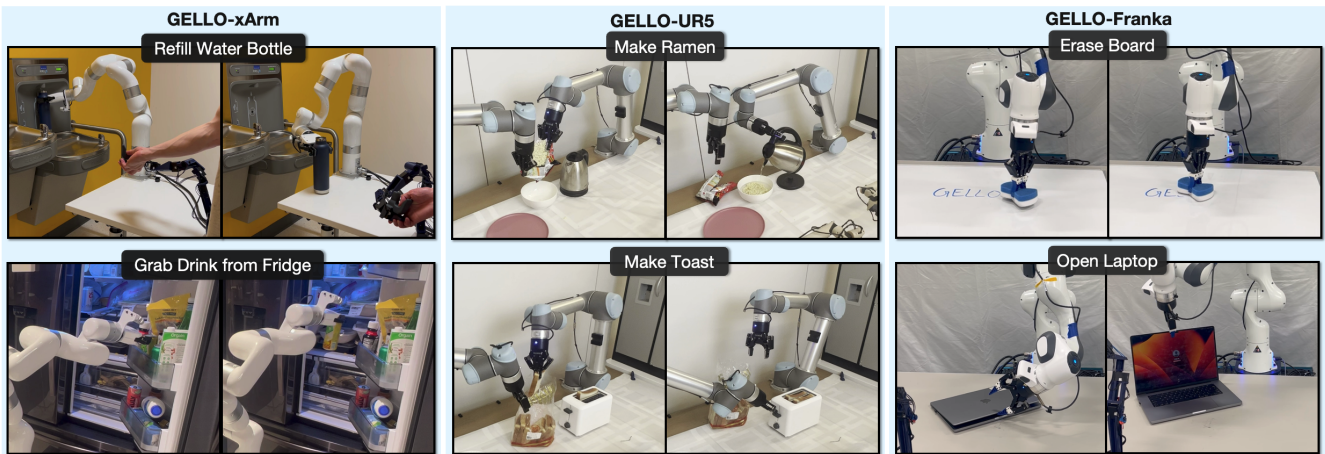 GELLO-xArm
Refill Water Bottle
Grab Drink from Fridge
GELLO-UR5
Make Ramen
Make Toast
GELLO-Franka
Erase Board
GELLO
GE
Open Laptop